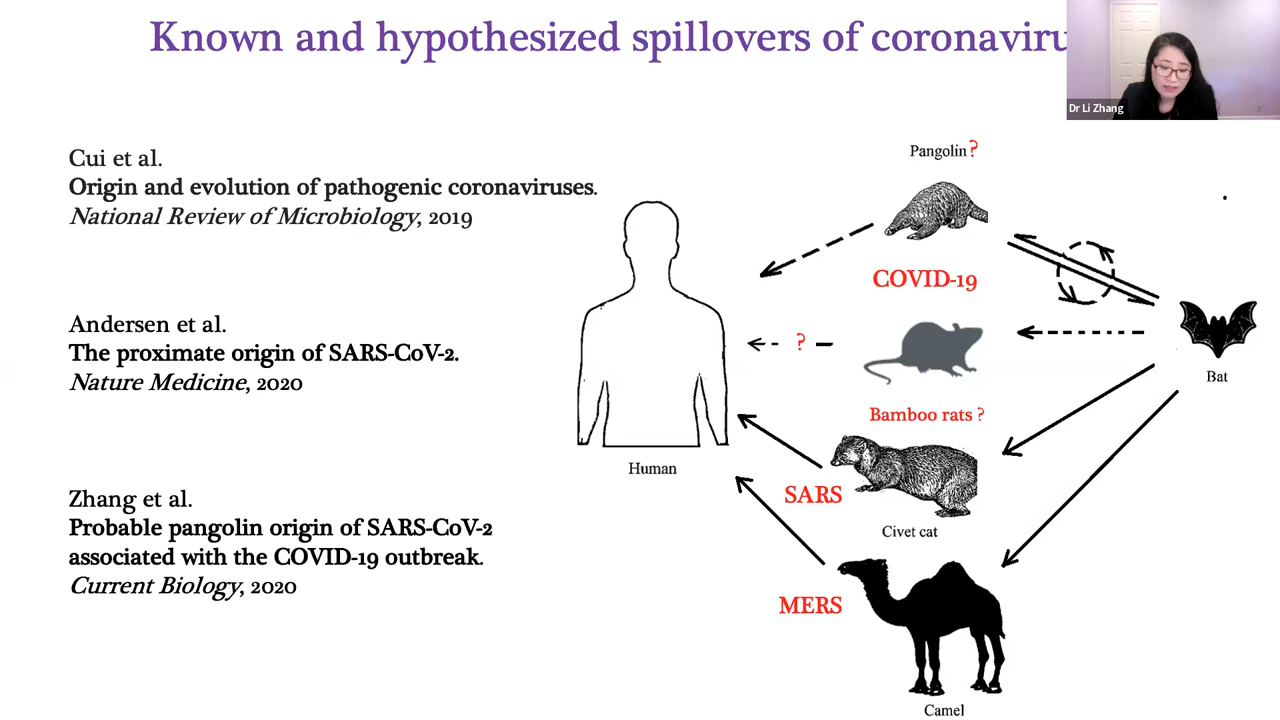 Known and hypothesized spillovers of coronaviru
Dr Li Zhang
Cui et al.
Origin and evolution of pathogenic coronaviruses.
National Review of Microbiology, 2019
Andersen et al.
The proximate origin of SARS-CoV-2.
Nature Medicine, 2020
Zhang et al.
Probable pangolin origin of SARS-CoV-2
associated with the COVID-19 outbreak.
Current Biology, 2020
Human
Pangolin?
COVID-19
?
Bamboo rats ?
SARS
Civet cat
MERS
Camel
Bat